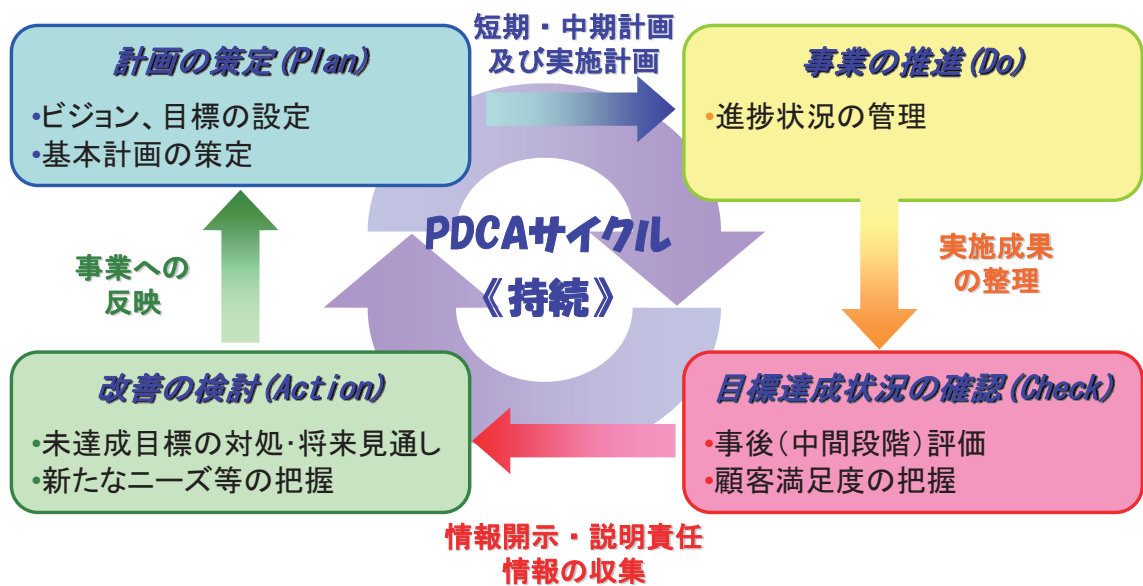 計画の策定(Plan)
・ビジョン、目標の設定
・基本計画の策定
短期・中期計画
及び実施計画
事業の推進(Do)
・進捗状況の管理
PDCAサイクル
《持続》
事業への
反映
実施成果
の整理
改善の検討(Action)
・未達成目標の対処・将来見通し
・新たなニーズ等の把握
目標達成状況の確認(Check)
・事後(中間段階)評価
・顧客満足度の把握
情報開示・説明責任
情報の収集